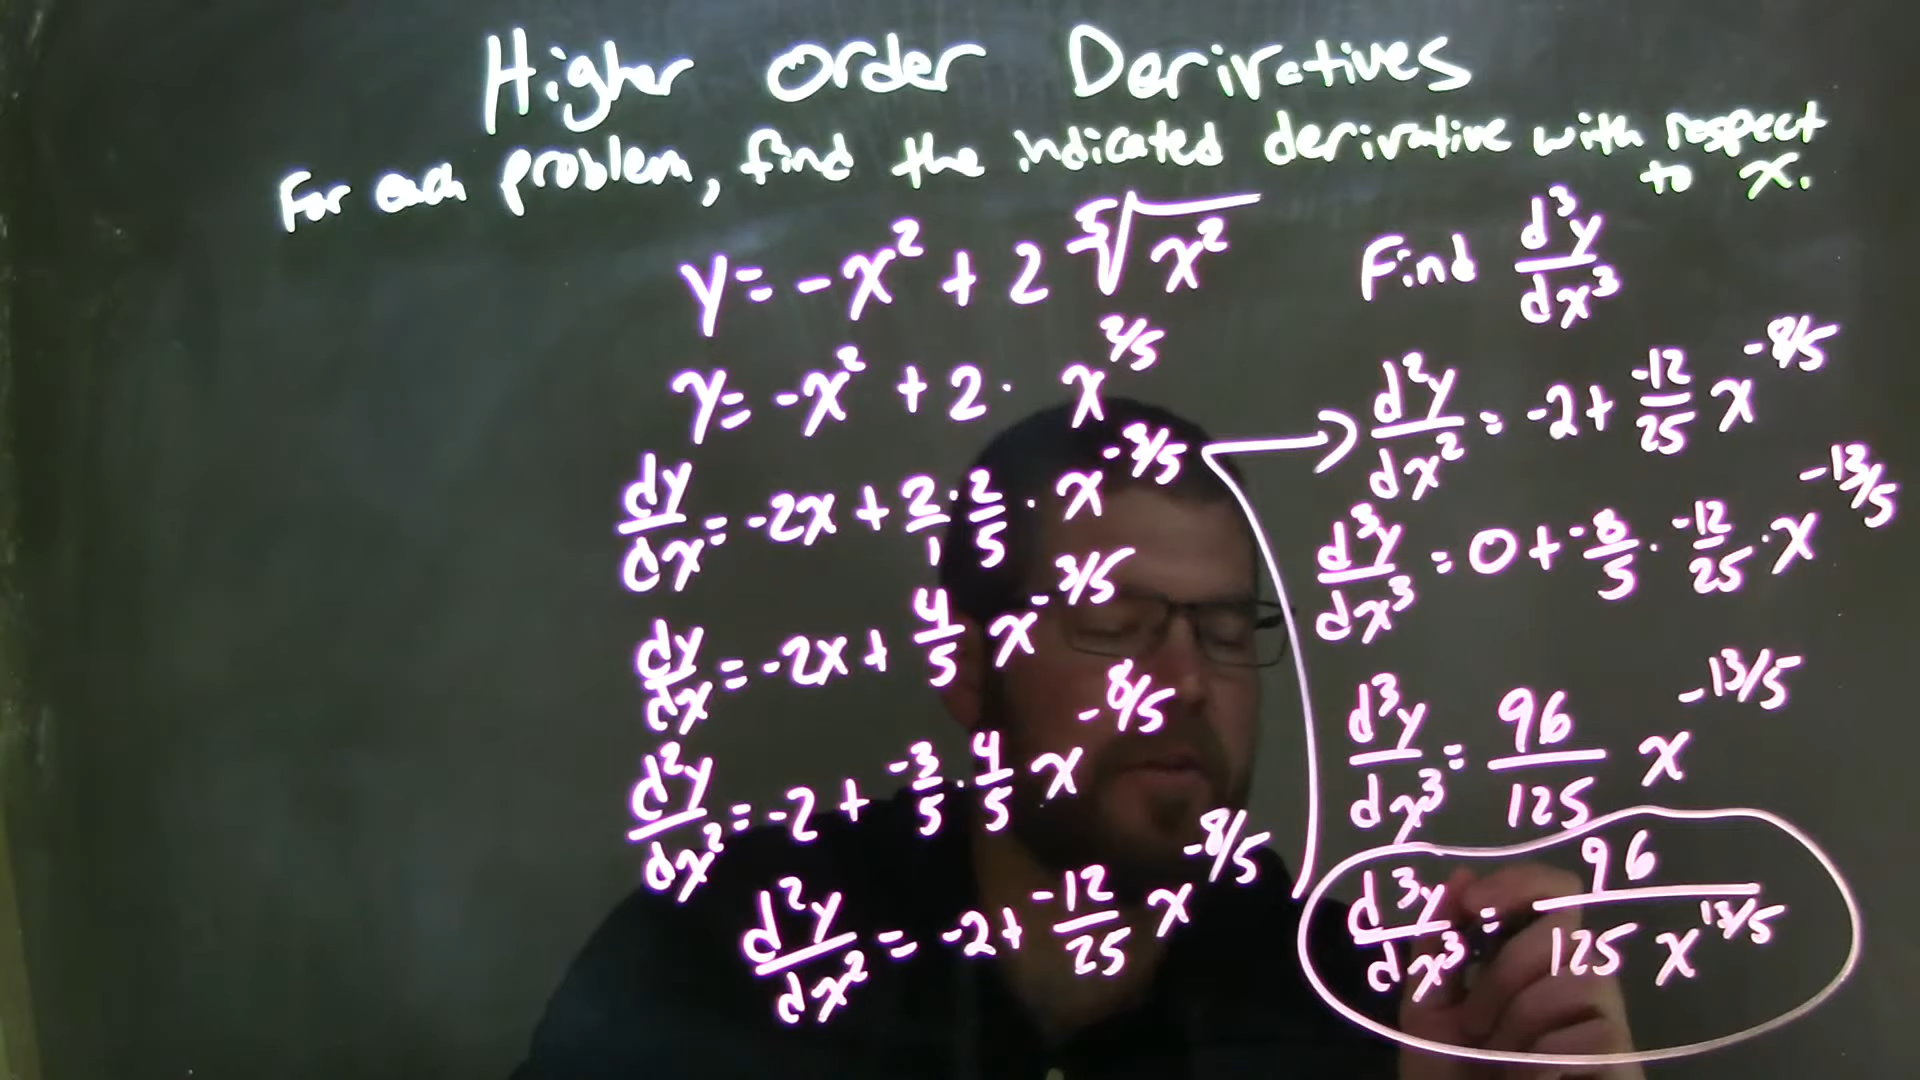 Higher Order Derivatives
For each problem, find the indicated derivative with respect
to x.
y = -x² + 2 ⁵√x²
Find d³y/dx³
y = -x² + 2 · x^(2/5)
dy/dx = -2x + 2/1 · 2/5 · x^(-3/5)
dy/dx = -2x + 4/5 x^(-3/5)
d²y/dx² = -2 + -3/5 · 4/5 x^(-8/5)
d²y/dx² = -2 + -12/25 x^(-8/5)
→ d²y/dx² = -2 + -12/25 x^(-8/5)
d³y/dx³ = 0 + -8/5 · -12/25 · x^(-13/5)
d³y/dx³ = 96/125 x^(-13/5)
d³y/dx³ = 96/(125 x^(13/5))